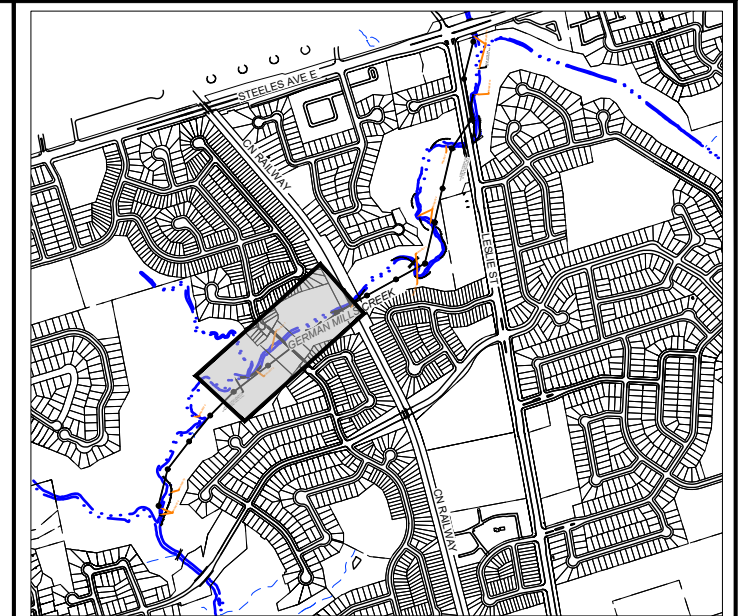 STEELES AVE E
CN RAILWAY
LESLIE ST
GERMAN MILLS CREEK
CN RAILWAY